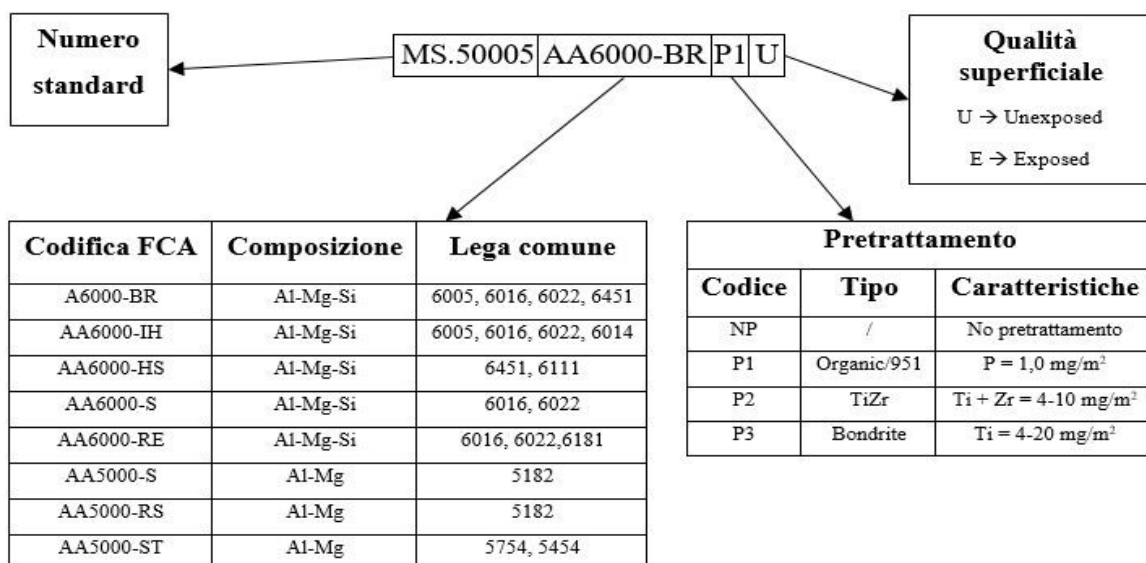 Numero
standard
MS.50005 AA6000-BR P1 U
Qualità
superficiale
U → Unexposed
E → Exposed
Codifica FCA Composizione Lega comune
A6000-BR Al-Mg-Si 6005, 6016, 6022, 6451
AA6000-IH Al-Mg-Si 6005, 6016, 6022, 6014
AA6000-HS Al-Mg-Si 6451, 6111
AA6000-S Al-Mg-Si 6016, 6022
AA6000-RE Al-Mg-Si 6016, 6022,6181
AA5000-S Al-Mg 5182
AA5000-RS Al-Mg 5182
AA5000-ST Al-Mg 5754, 5454
Pretrattamento
Codice Tipo Caratteristiche
NP / No pretrattamento
P1 Organic/951 P = 1,0 mg/m²
P2 TiZr Ti + Zr = 4-10 mg/m²
P3 Bondrite Ti = 4-20 mg/m²